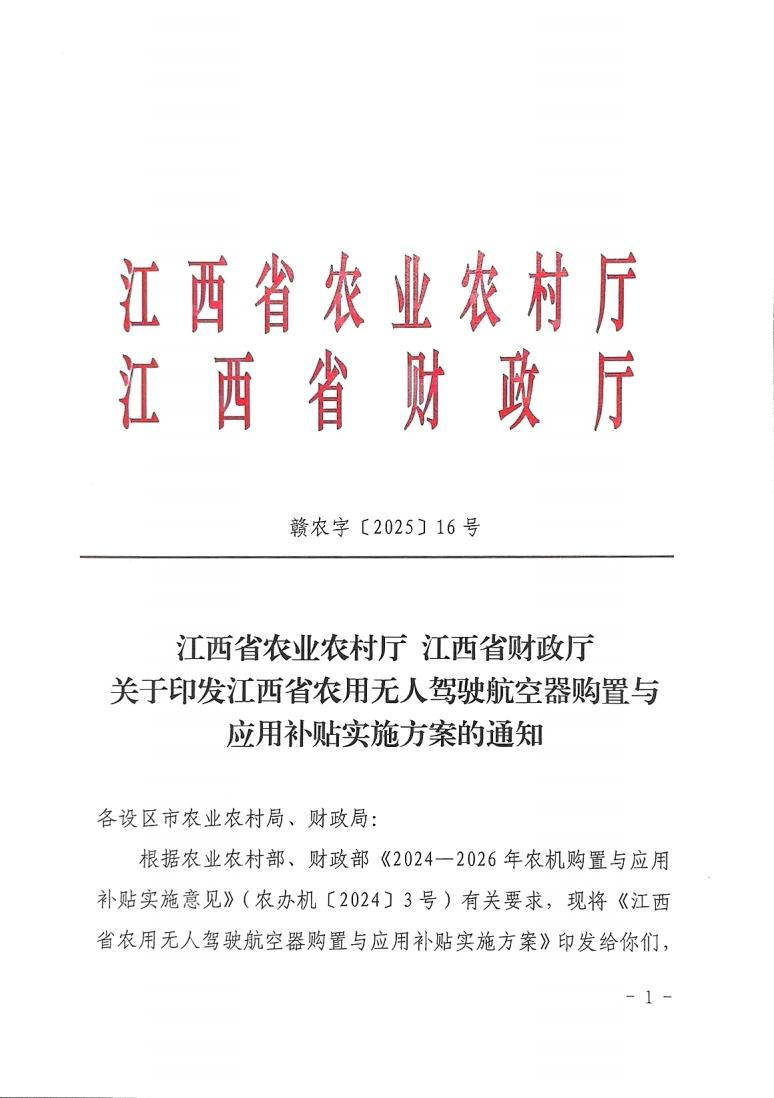 江西省农业农村厅
江西省财政厅
赣农字〔2025〕16号
江西省农业农村厅 江西省财政厅
关于印发江西省农用无人驾驶航空器购置与
应用补贴实施方案的通知
各设区市农业农村局、财政局：
根据农业农村部、财政部《2024—2026年农机购置与应用
补贴实施意见》（农办机〔2024〕3号）有关要求，现将《江西
省农用无人驾驶航空器购置与应用补贴实施方案》印发给你们，
- 1 -